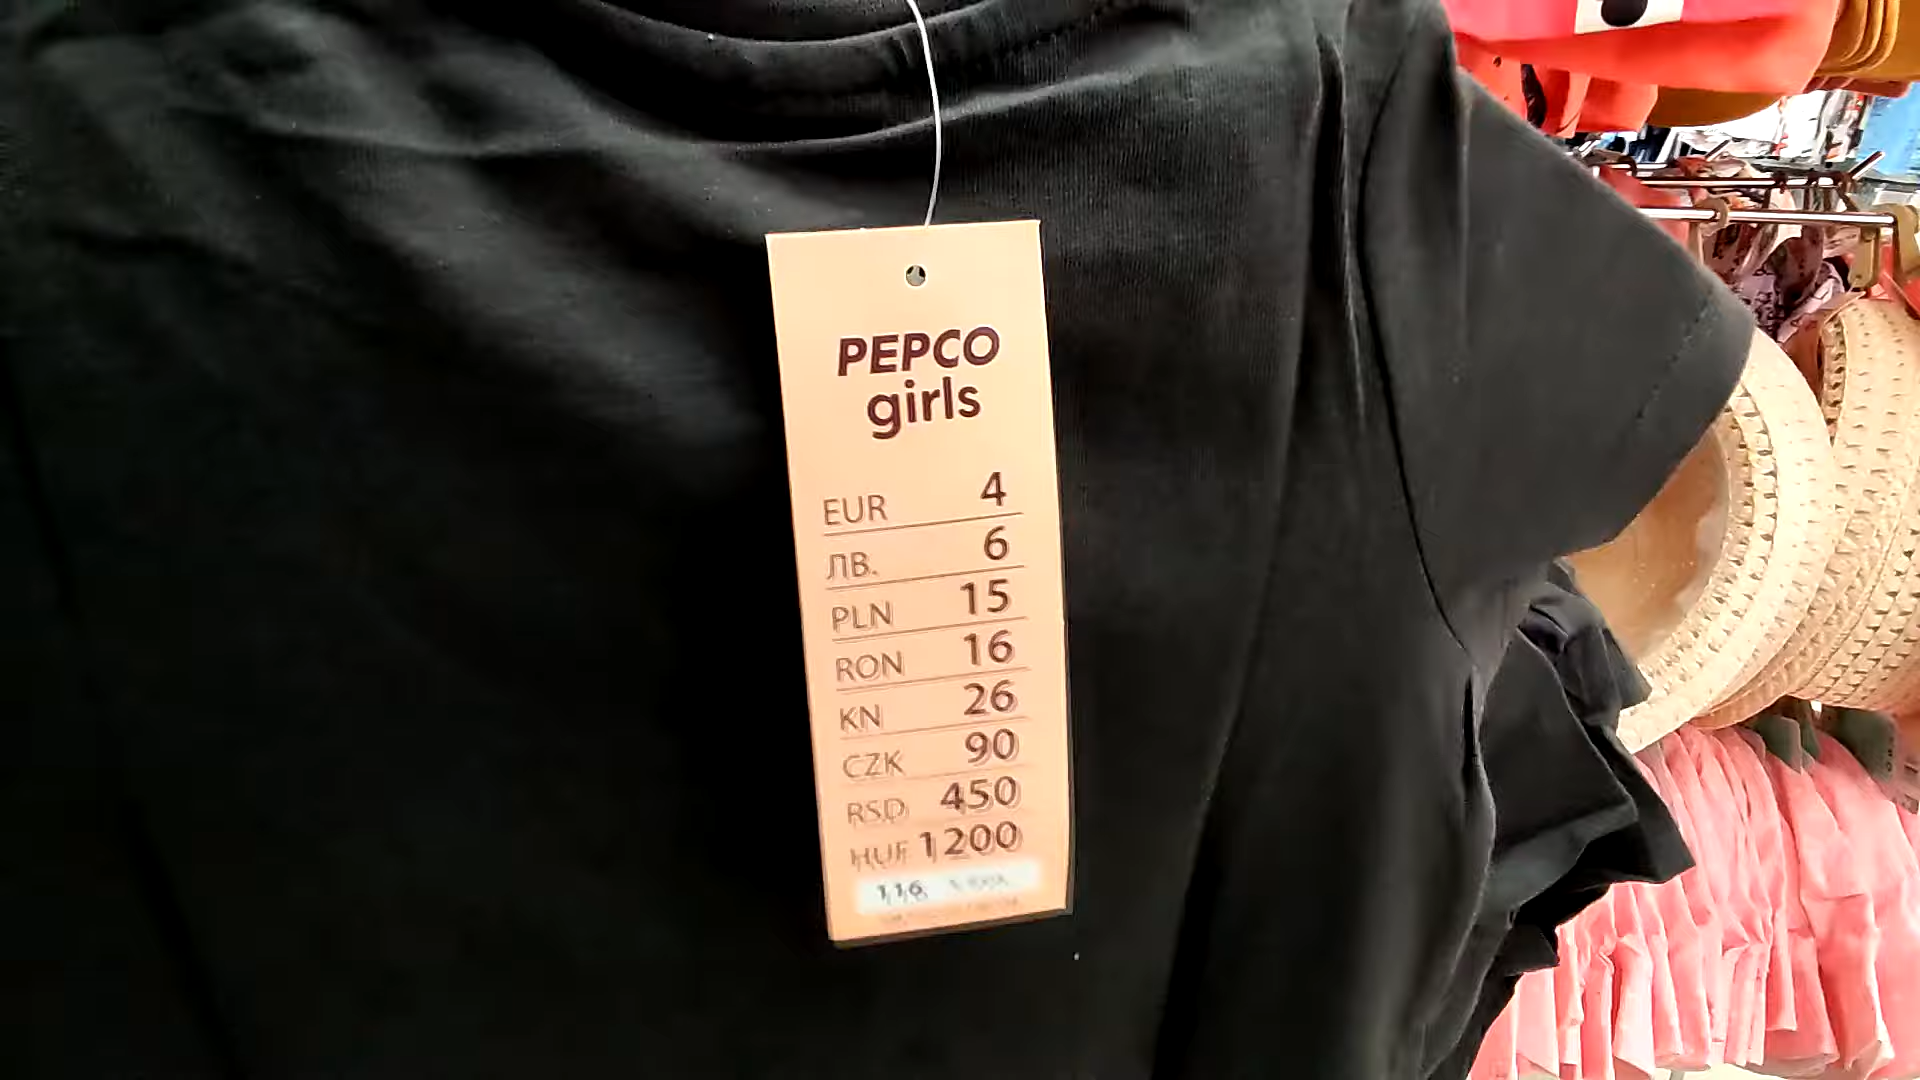 PEPCO
girls
EUR 4
ЛВ. 6
PLN 15
RON 16
KN 26
CZK 90
RSD 450
HUF 1200
116